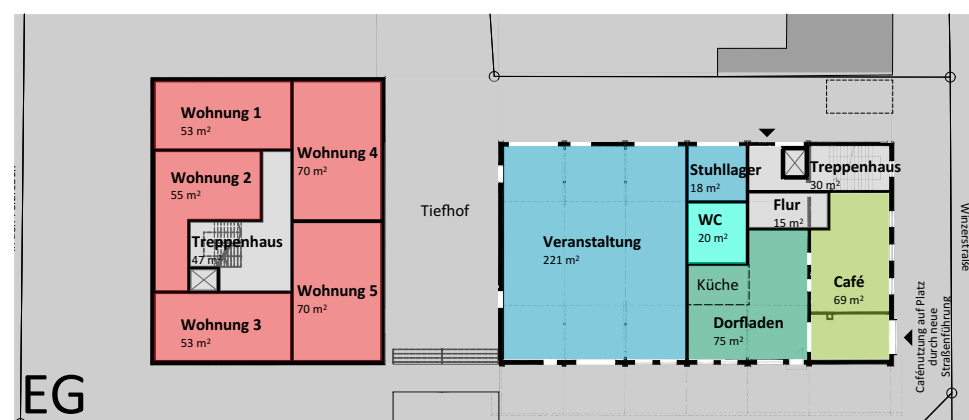 Wohnung 1
53 m²
Wohnung 2
55 m²
Wohnung 4
70 m²
Treppenhaus
47 m²
Wohnung 3
53 m²
Wohnung 5
70 m²
Tiefhof
Veranstaltung
221 m²
Stuhllager
18 m²
WC
20 m²
Küche
Dorfladen
75 m²
Treppenhaus
30 m²
Flur
15 m²
Café
69 m²
Winzerstraße
Cafénutzung auf Platz
durch neue
Straßenführung
EG